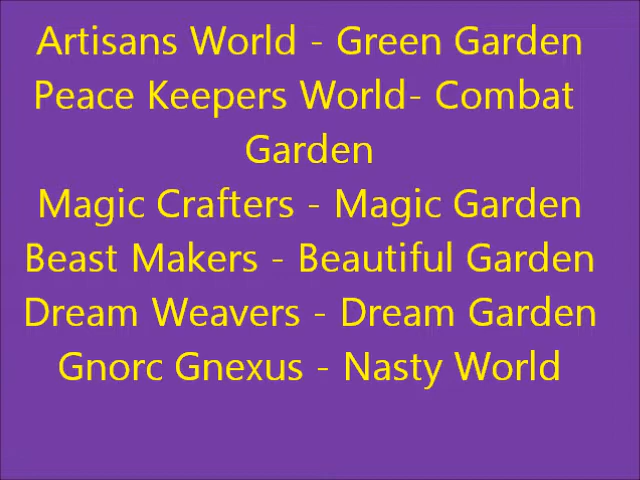 Artisans World - Green Garden
Peace Keepers World- Combat
Garden
Magic Crafters - Magic Garden
Beast Makers - Beautiful Garden
Dream Weavers - Dream Garden
Gnorc Gnexus - Nasty World